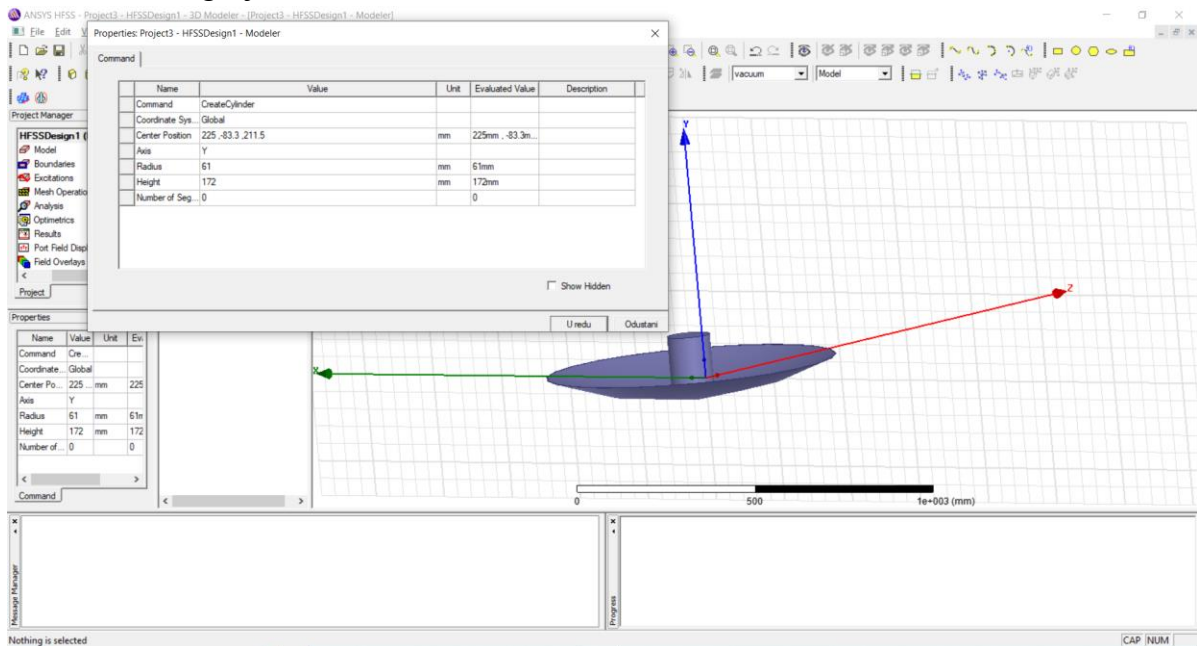 ANSYS HFSS - Project3 - HFSSDesign1 - 3D Modeler - [Project3 - HFSSDesign1 - Modeler]
File Edit
Properties: Project3 - HFSSDesign1 - Modeler
Command
Name Value Unit Evaluated Value Description
Command CreateCylinder
Coordinate Sys... Global
Center Position 225 ,-83.3 ,211.5 mm 225mm , -83.3m...
Axis Y
Radius 61 mm 61mm
Height 172 mm 172mm
Number of Seg... 0 0
Show Hidden
U redu Odustani
vacuum Model
Project Manager
HFSSDesign1 (
Model
Boundaries
Excitations
Mesh Operatio
Analysis
Optimetrics
Results
Port Field Displ
Field Overlays
Project
Properties
Name Value Unit Ev
Command Cre...
Coordinate... Global
Center Po... 225 ... mm 225
Axis Y
Radius 61 mm 61m
Height 172 mm 172
Number of... 0 0
Command
Y
Z
X
0 500 1e+003 (mm)
Message Manager
Progress
Nothing is selected
CAP NUM